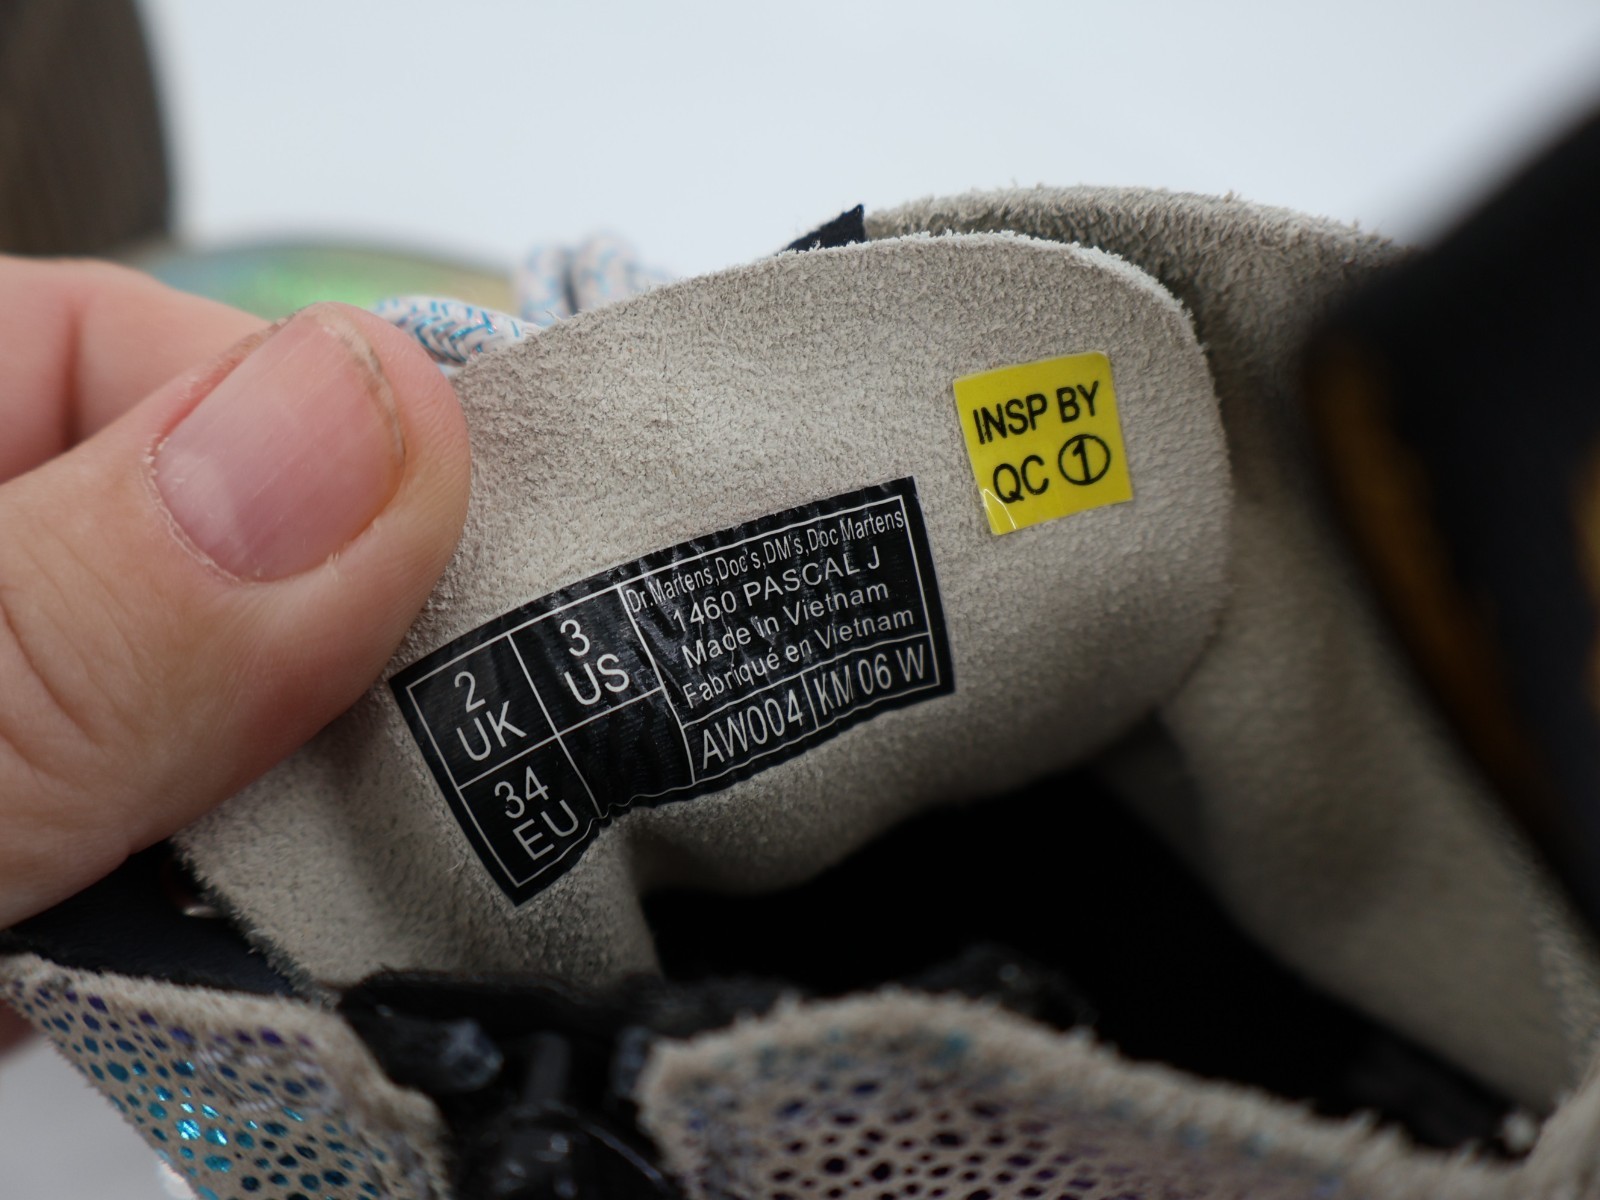 INSP BY
QC 1
Dr.Martens,Doc's,DM's,Doc Martens
1460 PASCAL J
Made in Vietnam
Fabriqué en Vietnam
AW004 KM 06 W
2
UK
3
US
34
EU